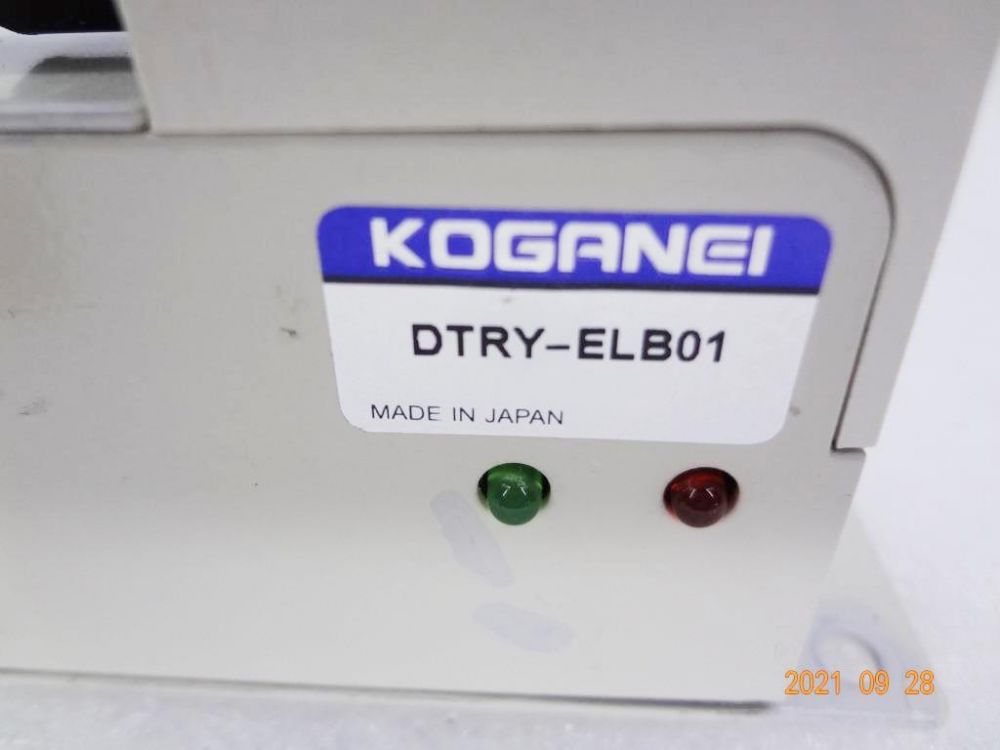 KOGANEI
DTRY-ELB01
MADE IN JAPAN
2021 09 28